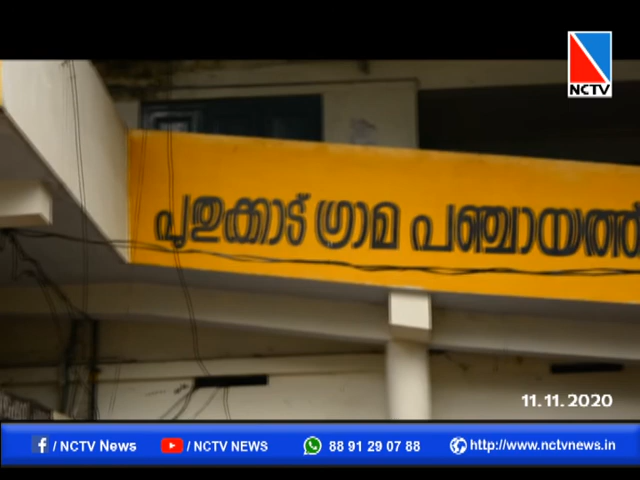 NCTV
പുതുക്കാട് ഗ്രാമ പഞ്ചായത്ത്
11.11.2020
/ NCTV News / NCTV NEWS 88 91 29 07 88 http://www.nctvnews.in